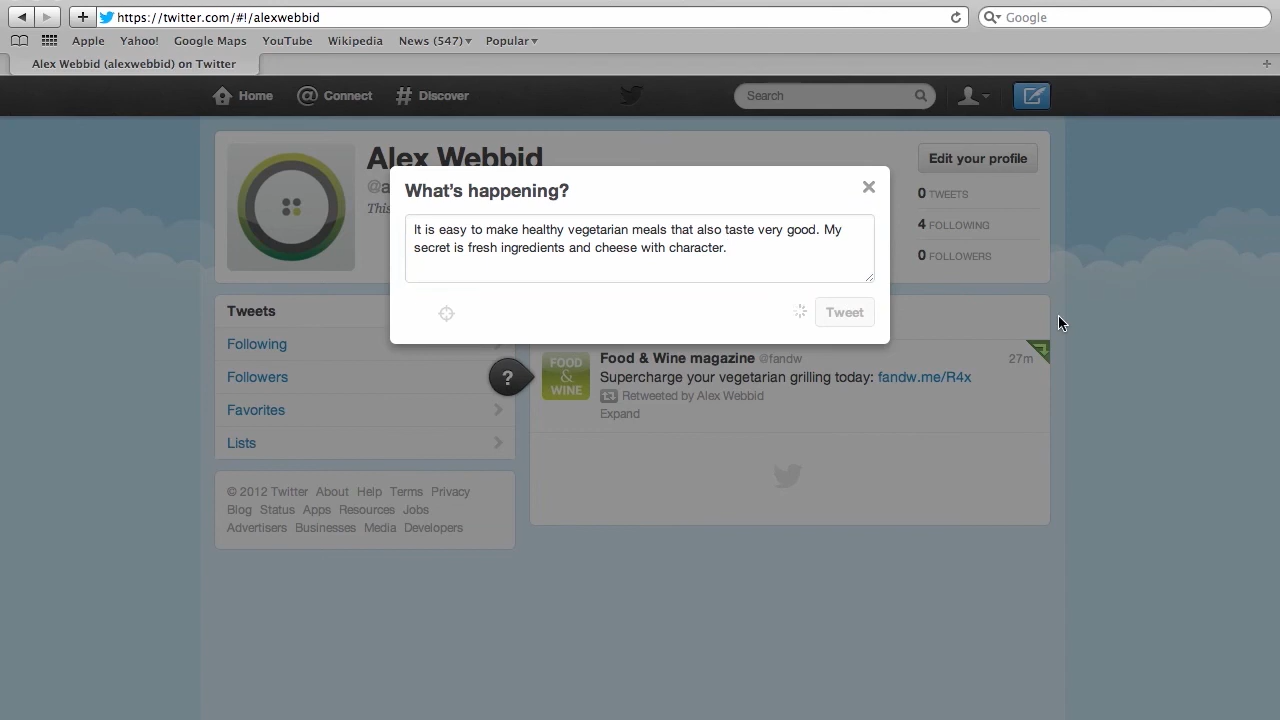 https://twitter.com/#!/alexwebbid
Google
Apple Yahoo! Google Maps YouTube Wikipedia News (547) Popular
Alex Webbid (alexwebbid) on Twitter
Home Connect Discover
Search
Alex Webbid
@a
This
Edit your profile
0 TWEETS
4 FOLLOWING
0 FOLLOWERS
What's happening?
It is easy to make healthy vegetarian meals that also taste very good. My
secret is fresh ingredients and cheese with character.
Tweet
Tweets
Following
Followers
Favorites
Lists
© 2012 Twitter About Help Terms Privacy
Blog Status Apps Resources Jobs
Advertisers Businesses Media Developers
?
FOOD
&
WINE
Food & Wine magazine @fandw 27m
Supercharge your vegetarian grilling today: fandw.me/R4x
Retweeted by Alex Webbid
Expand